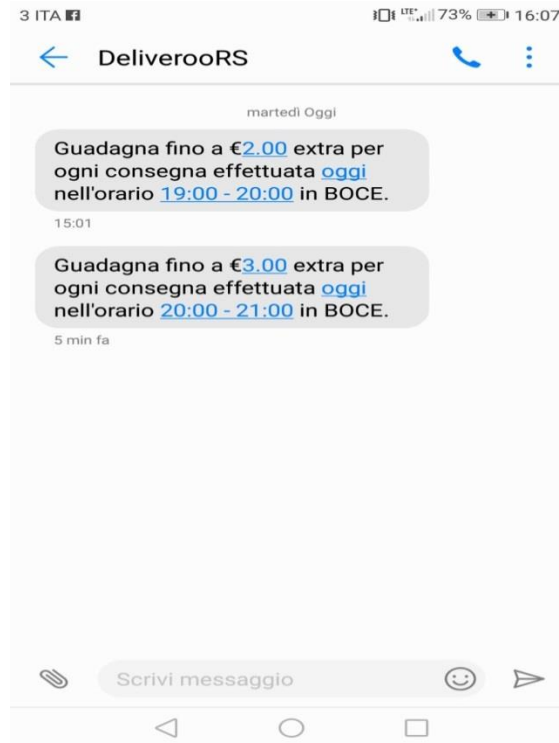 3 ITA LTE+ 73% 16:07
DeliverooRS
martedì Oggi
Guadagna fino a €2.00 extra per
ogni consegna effettuata oggi
nell'orario 19:00 - 20:00 in BOCE.
15:01
Guadagna fino a €3.00 extra per
ogni consegna effettuata oggi
nell'orario 20:00 - 21:00 in BOCE.
5 min fa
Scrivi messaggio